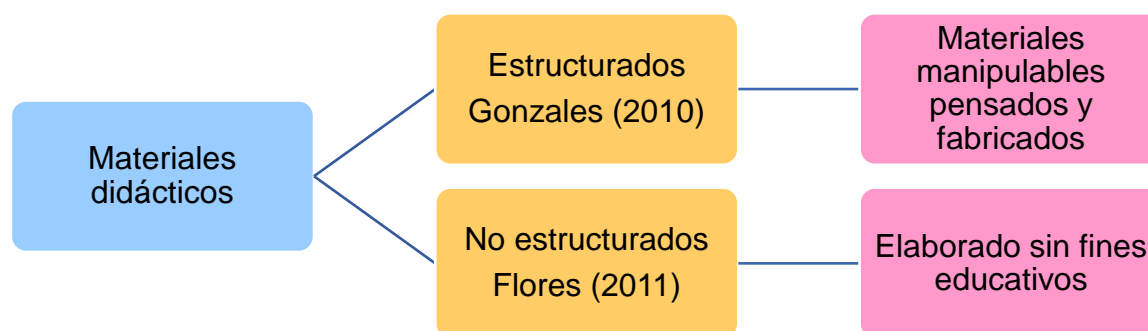 Materiales
didácticos
Estructurados
Gonzales (2010)
Materiales
manipulables
pensados y
fabricados
No estructurados
Flores (2011)
Elaborado sin fines
educativos